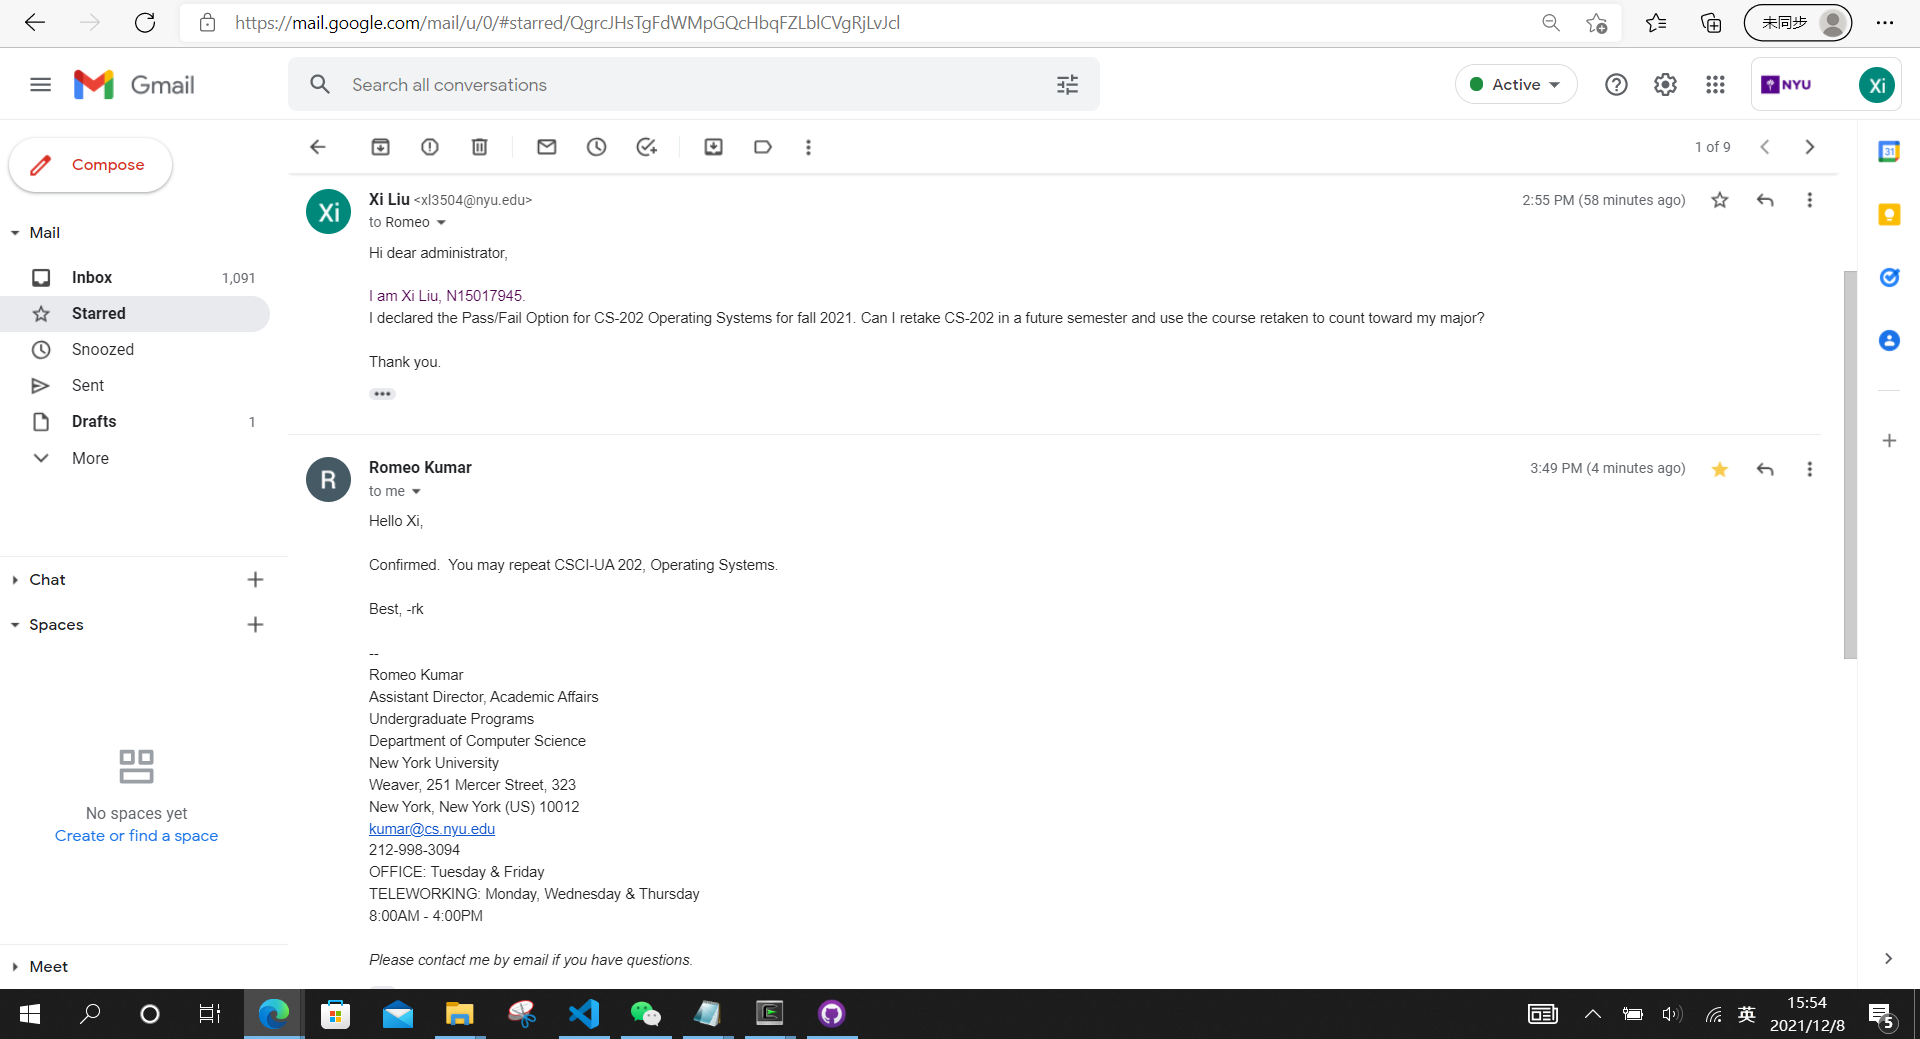 https://mail.google.com/mail/u/0/#starred/QgrcJHsTgFdWMpGQcHbqFZLblCVgRjLvJcl
未同步
Gmail
Search all conversations
Active
NYU
Xi
Compose
1 of 9
31
Mail
Inbox 1,091
Starred
Snoozed
Sent
Drafts 1
More
Chat
Spaces
No spaces yet
Create or find a space
Meet
Xi
Xi Liu <xl3504@nyu.edu>
2:55 PM (58 minutes ago)
to Romeo
Hi dear administrator,
I am Xi Liu, N15017945.
I declared the Pass/Fail Option for CS-202 Operating Systems for fall 2021. Can I retake CS-202 in a future semester and use the course retaken to count toward my major?
Thank you.
R
Romeo Kumar
3:49 PM (4 minutes ago)
to me
Hello Xi,
Confirmed.  You may repeat CSCI-UA 202, Operating Systems.
Best, -rk
--
Romeo Kumar
Assistant Director, Academic Affairs
Undergraduate Programs
Department of Computer Science
New York University
Weaver, 251 Mercer Street, 323
New York, New York (US) 10012
kumar@cs.nyu.edu
212-998-3094
OFFICE: Tuesday & Friday
TELEWORKING: Monday, Wednesday & Thursday
8:00AM - 4:00PM
Please contact me by email if you have questions.
英
15:54
2021/12/8
5